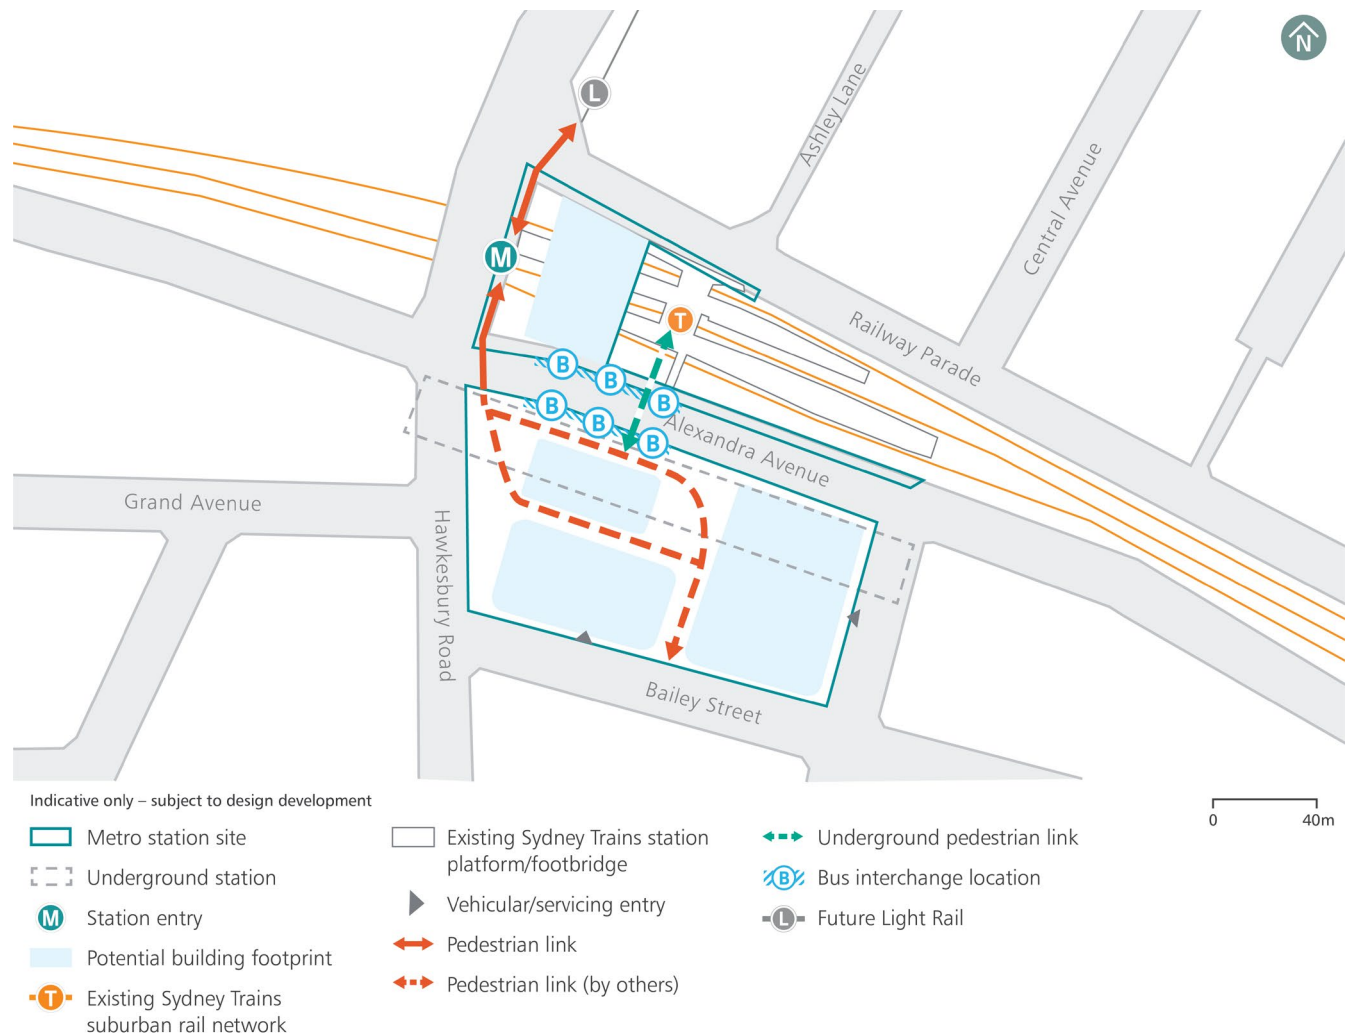 N
L
Ashley Lane
Central Avenue
M
T
Railway Parade
B
B
B
B
B
B
Alexandra Avenue
Grand Avenue
Hawkesbury Road
Bailey Street
Indicative only – subject to design development
Metro station site
Underground station
M Station entry
Potential building footprint
T Existing Sydney Trains
suburban rail network
Existing Sydney Trains station
platform/footbridge
Vehicular/servicing entry
Pedestrian link
Pedestrian link (by others)
Underground pedestrian link
B Bus interchange location
L Future Light Rail
0 40m